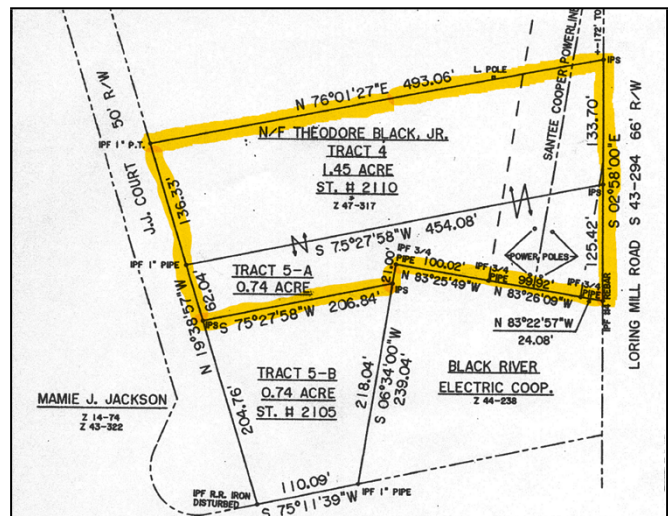 4-172' TO
50' R/W
L. POLE
IPS
N 76°01'27"E 493.06'
SANTEE COOPER POWERLINE
133.70'
S 02°58'00"E
LORING MILL ROAD S 43-294 66' R/W
IPF 1" P.T.
N/F THEODORE BLACK, JR.
TRACT 4
1.45 ACRE
ST. # 2110
Z 47-317
J.J. COURT
136.33'
IPS
S 75°27'58"W 454.08'
125.42'
IPF 1" PIPE
TRACT 5-A
0.74 ACRE
62.04'
N 19°38'57"W
IPF 3/4
PIPE
100.02'
N 83°25'49"W
21.00'
POWER POLES
IPF 3/4
PIPE
99.92'
N 83°26'09"W
IPF 3/4
PIPE
IPF #4 REBAR
IPS
S 75°27'58"W 206.84'
IPS
N 83°22'57"W
24.08'
TRACT 5-B
0.74 ACRE
ST. # 2105
218.04'
S 06°34'00"W
239.04'
BLACK RIVER
ELECTRIC COOP.
Z 44-238
MAMIE J. JACKSON
Z 14-74
Z 43-322
204.76'
110.09'
IPF R.R. IRON
DISTURBED
S 75°11'39"W
IPF 1" PIPE